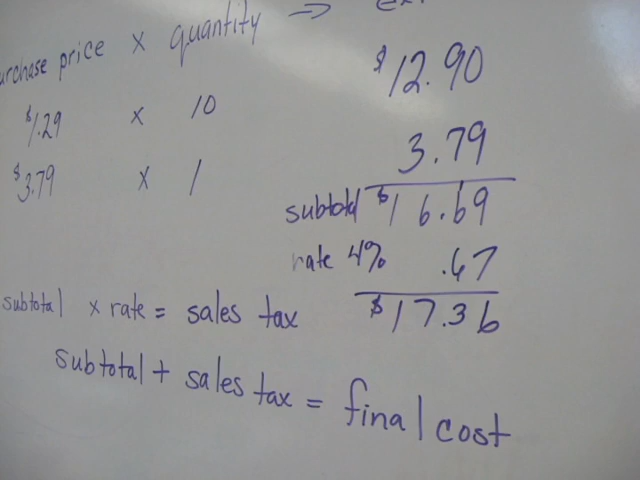 purchase price x quantity ⇒
$12.90
$1.29 x 10
3.79
$3.79 x 1
subtotal $16.69
rate 4% .67
$17.36
subtotal x rate = sales tax
subtotal + sales tax = final cost